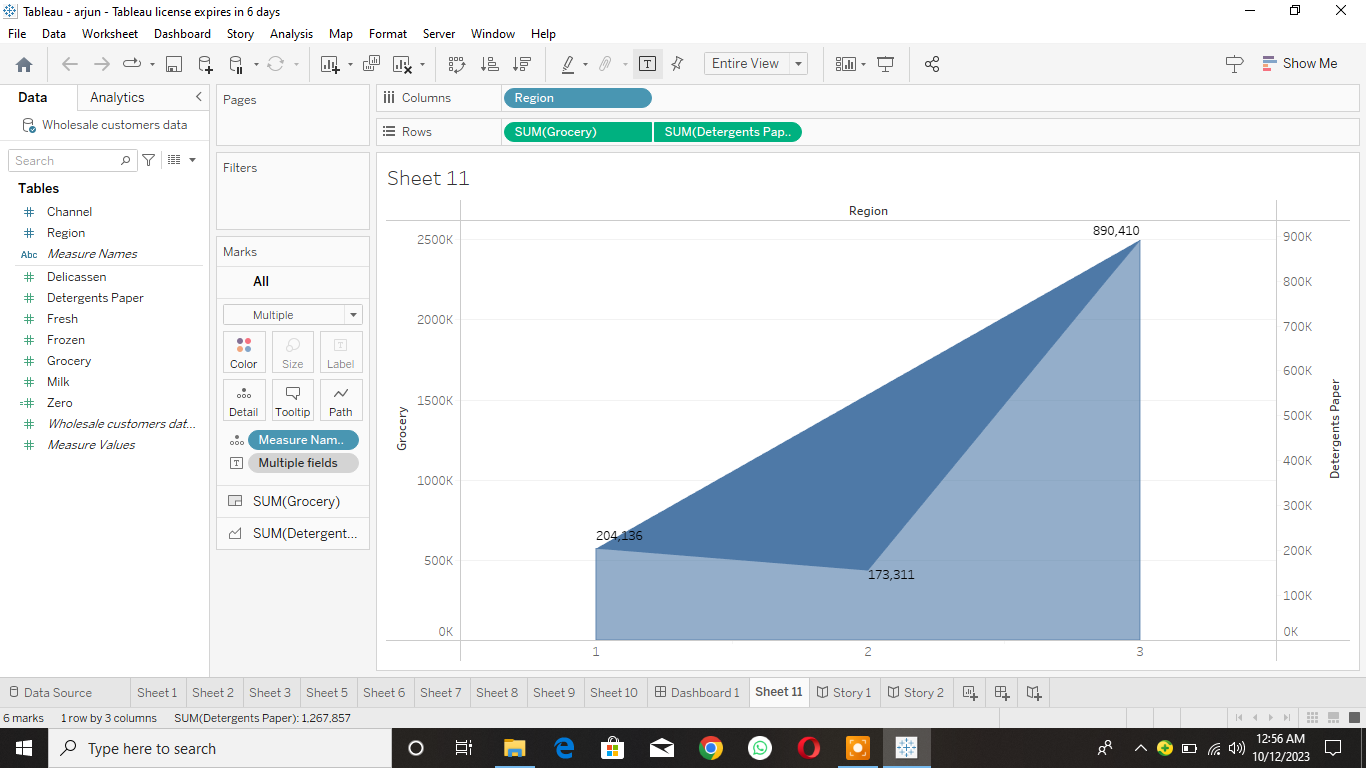 Tableau - arjun - Tableau license expires in 6 days
File Data Worksheet Dashboard Story Analysis Map Format Server Window Help
Entire View
Show Me
Data Analytics
Wholesale customers data
Search
Tables
Channel
Region
Abc Measure Names
Delicassen
Detergents Paper
Fresh
Frozen
Grocery
Milk
Zero
Wholesale customers dat...
Measure Values
Pages
Filters
Marks
All
Multiple
Color Size Label
Detail Tooltip Path
Measure Nam..
Multiple fields
SUM(Grocery)
SUM(Detergent...
Columns Region
Rows SUM(Grocery) SUM(Detergents Pap..
Sheet 11
Region
2500K
2000K
1500K
1000K
500K
0K
Grocery
890,410
204,136
173,311
1 2 3
900K
800K
700K
600K
500K
400K
300K
200K
100K
0K
Detergents Paper
Data Source Sheet 1 Sheet 2 Sheet 3 Sheet 5 Sheet 6 Sheet 7 Sheet 8 Sheet 9 Sheet 10 Dashboard 1 Sheet 11 Story 1 Story 2
6 marks 1 row by 3 columns SUM(Detergents Paper): 1,267,857
Type here to search
12:56 AM
10/12/2023